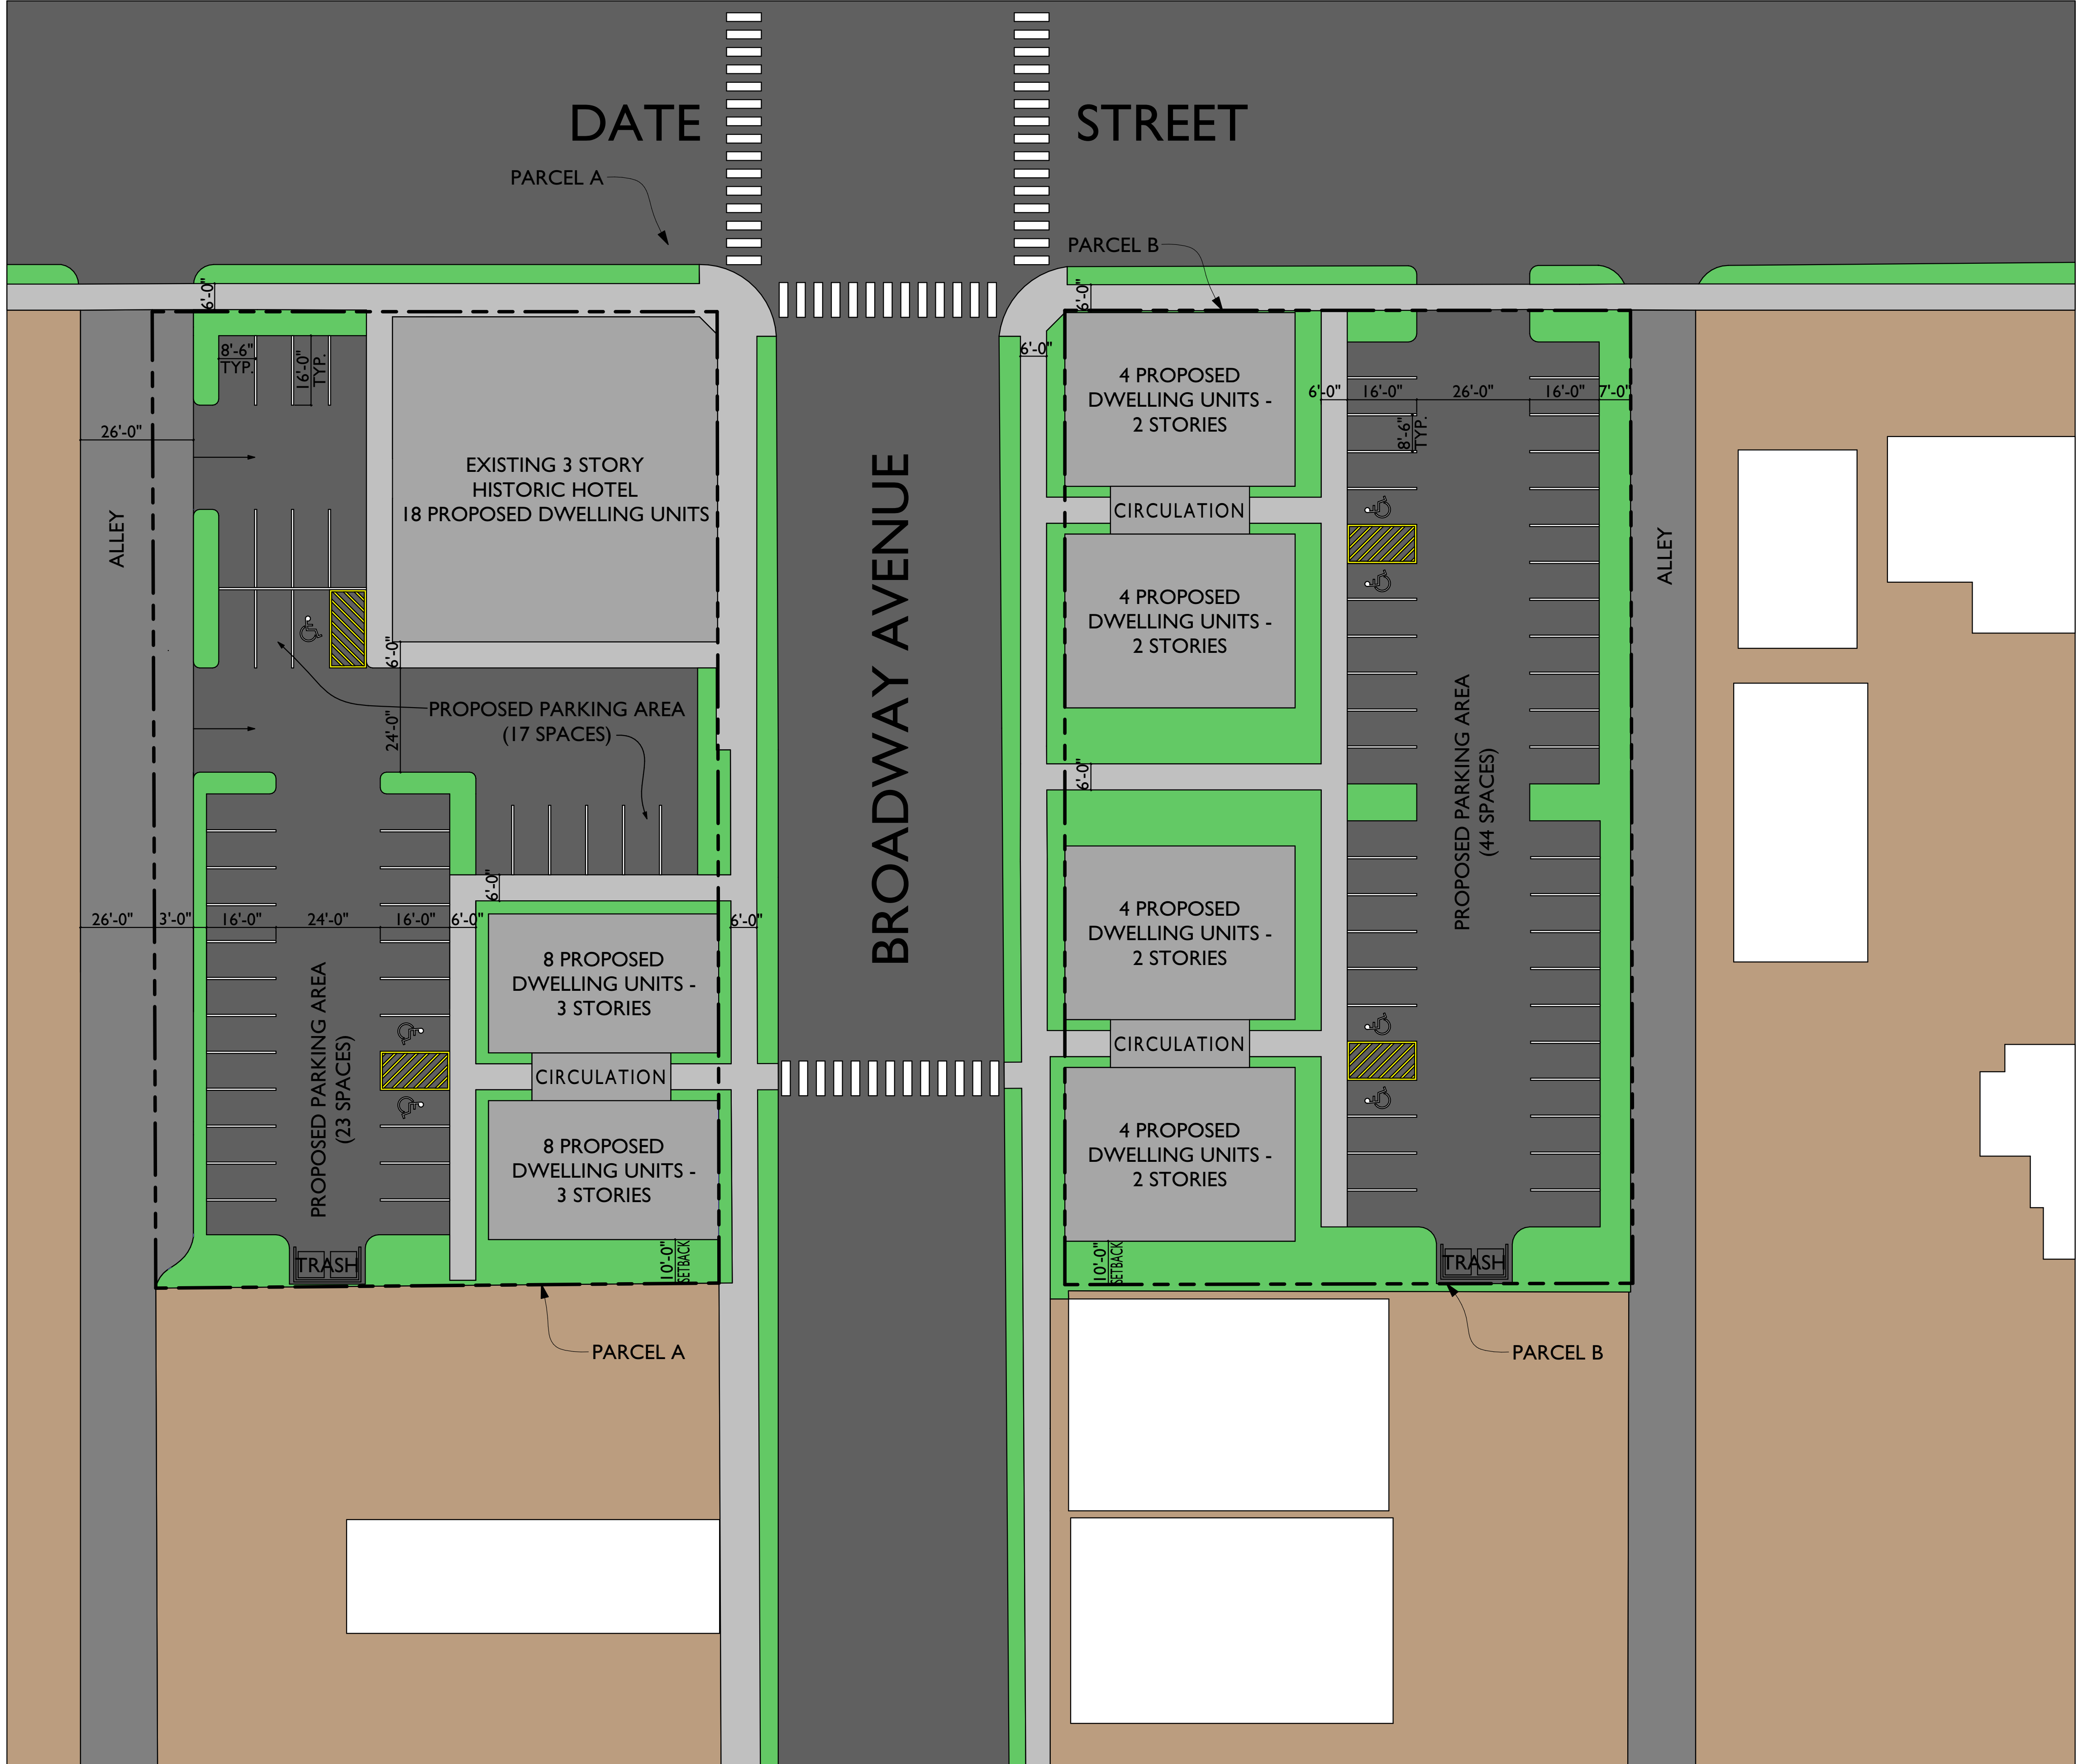 DATE STREET
PARCEL A
PARCEL B
6'-0"
6'-0"
8'-6"
TYP.
16'-0"
TYP.
6'-0"
4 PROPOSED
DWELLING UNITS -
2 STORIES
6'-0"
16'-0"
26'-0"
16'-0"
7'-0"
8'-6"
TYP.
26'-0"
EXISTING 3 STORY
HISTORIC HOTEL
18 PROPOSED DWELLING UNITS
ALLEY
CIRCULATION
ALLEY
4 PROPOSED
DWELLING UNITS -
2 STORIES
6'-0"
24'-0"
PROPOSED PARKING AREA
(17 SPACES)
BROADWAY AVENUE
6'-0"
PROPOSED PARKING AREA
(44 SPACES)
6'-0"
26'-0"
3'-0"
16'-0"
24'-0"
16'-0"
6'-0"
6'-0"
4 PROPOSED
DWELLING UNITS -
2 STORIES
8 PROPOSED
DWELLING UNITS -
3 STORIES
PROPOSED PARKING AREA
(23 SPACES)
CIRCULATION
CIRCULATION
8 PROPOSED
DWELLING UNITS -
3 STORIES
4 PROPOSED
DWELLING UNITS -
2 STORIES
TRASH
10'-0"
SETBACK
10'-0"
SETBACK
TRASH
PARCEL A
PARCEL B